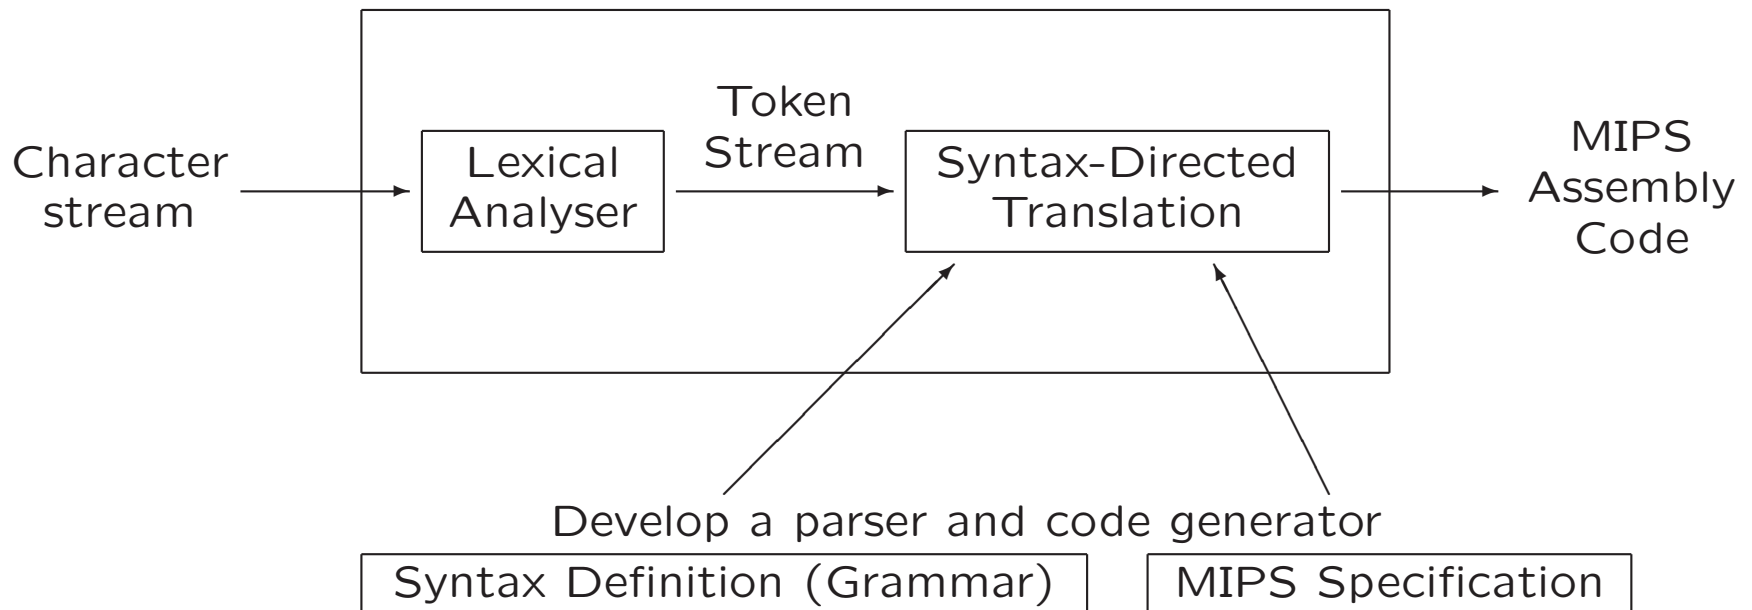 Character
stream
Lexical
Analyser
Token
Stream
Syntax-Directed
Translation
MIPS
Assembly
Code
Develop a parser and code generator
Syntax Definition (Grammar)
MIPS Specification